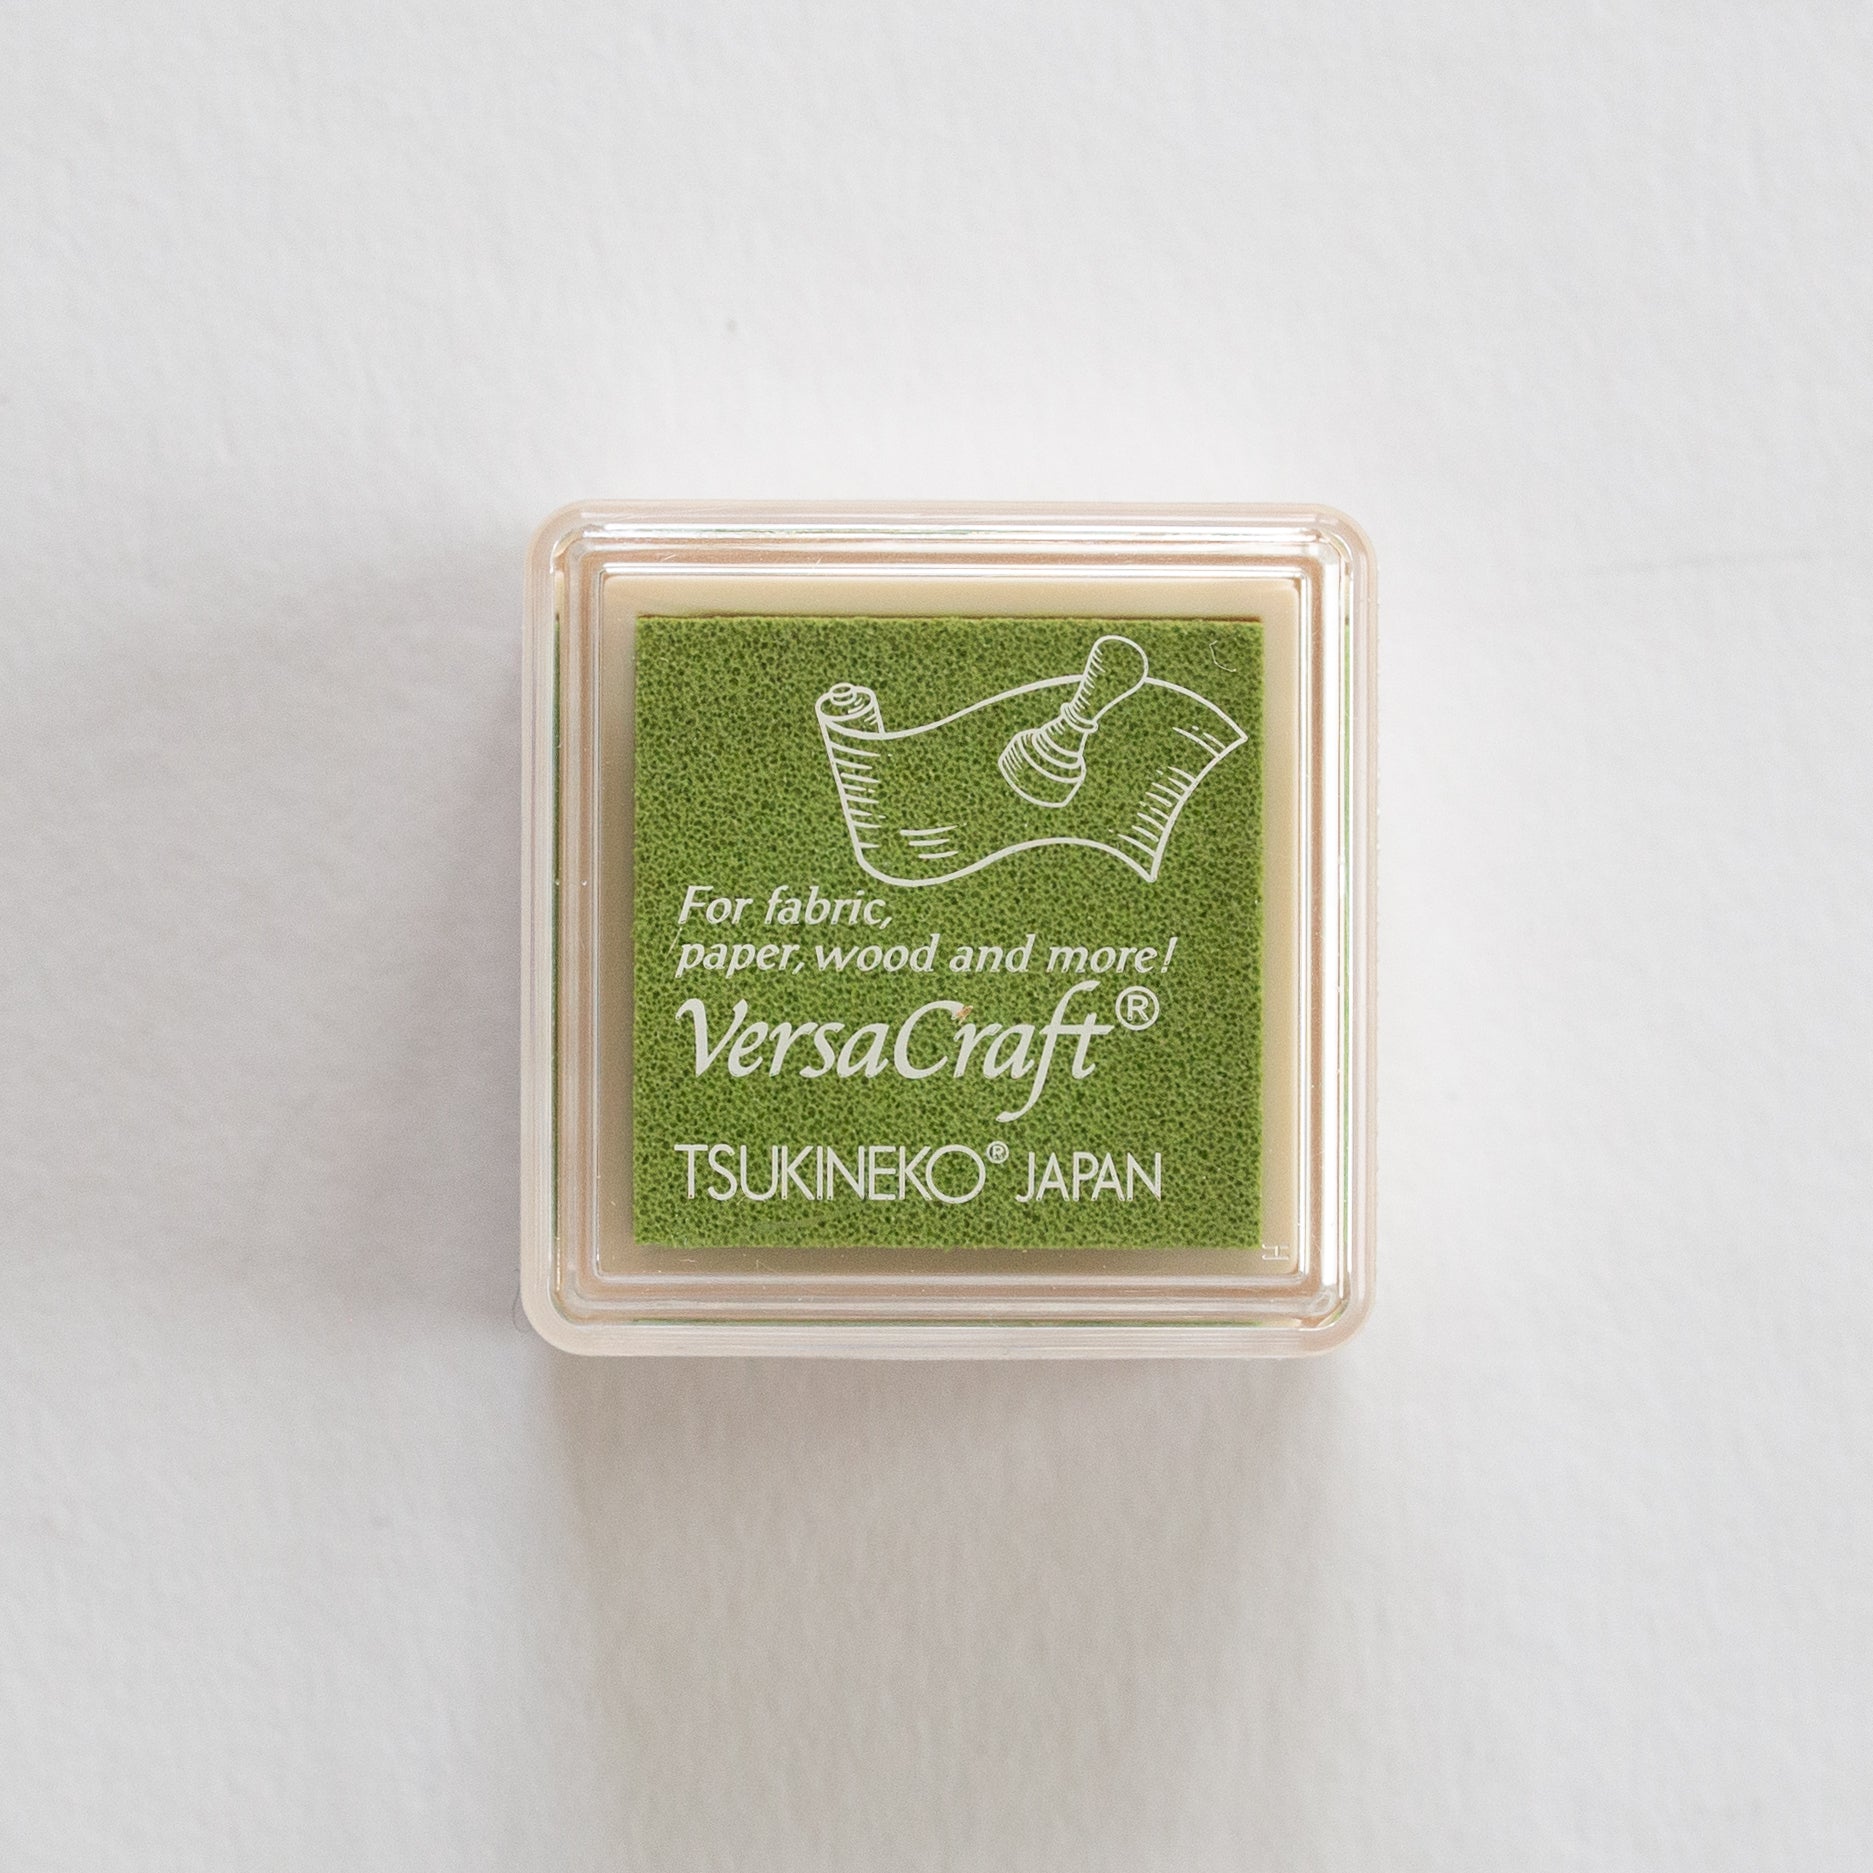 For fabric,
paper, wood and more!
VersaCraft®
TSUKINEKO® JAPAN